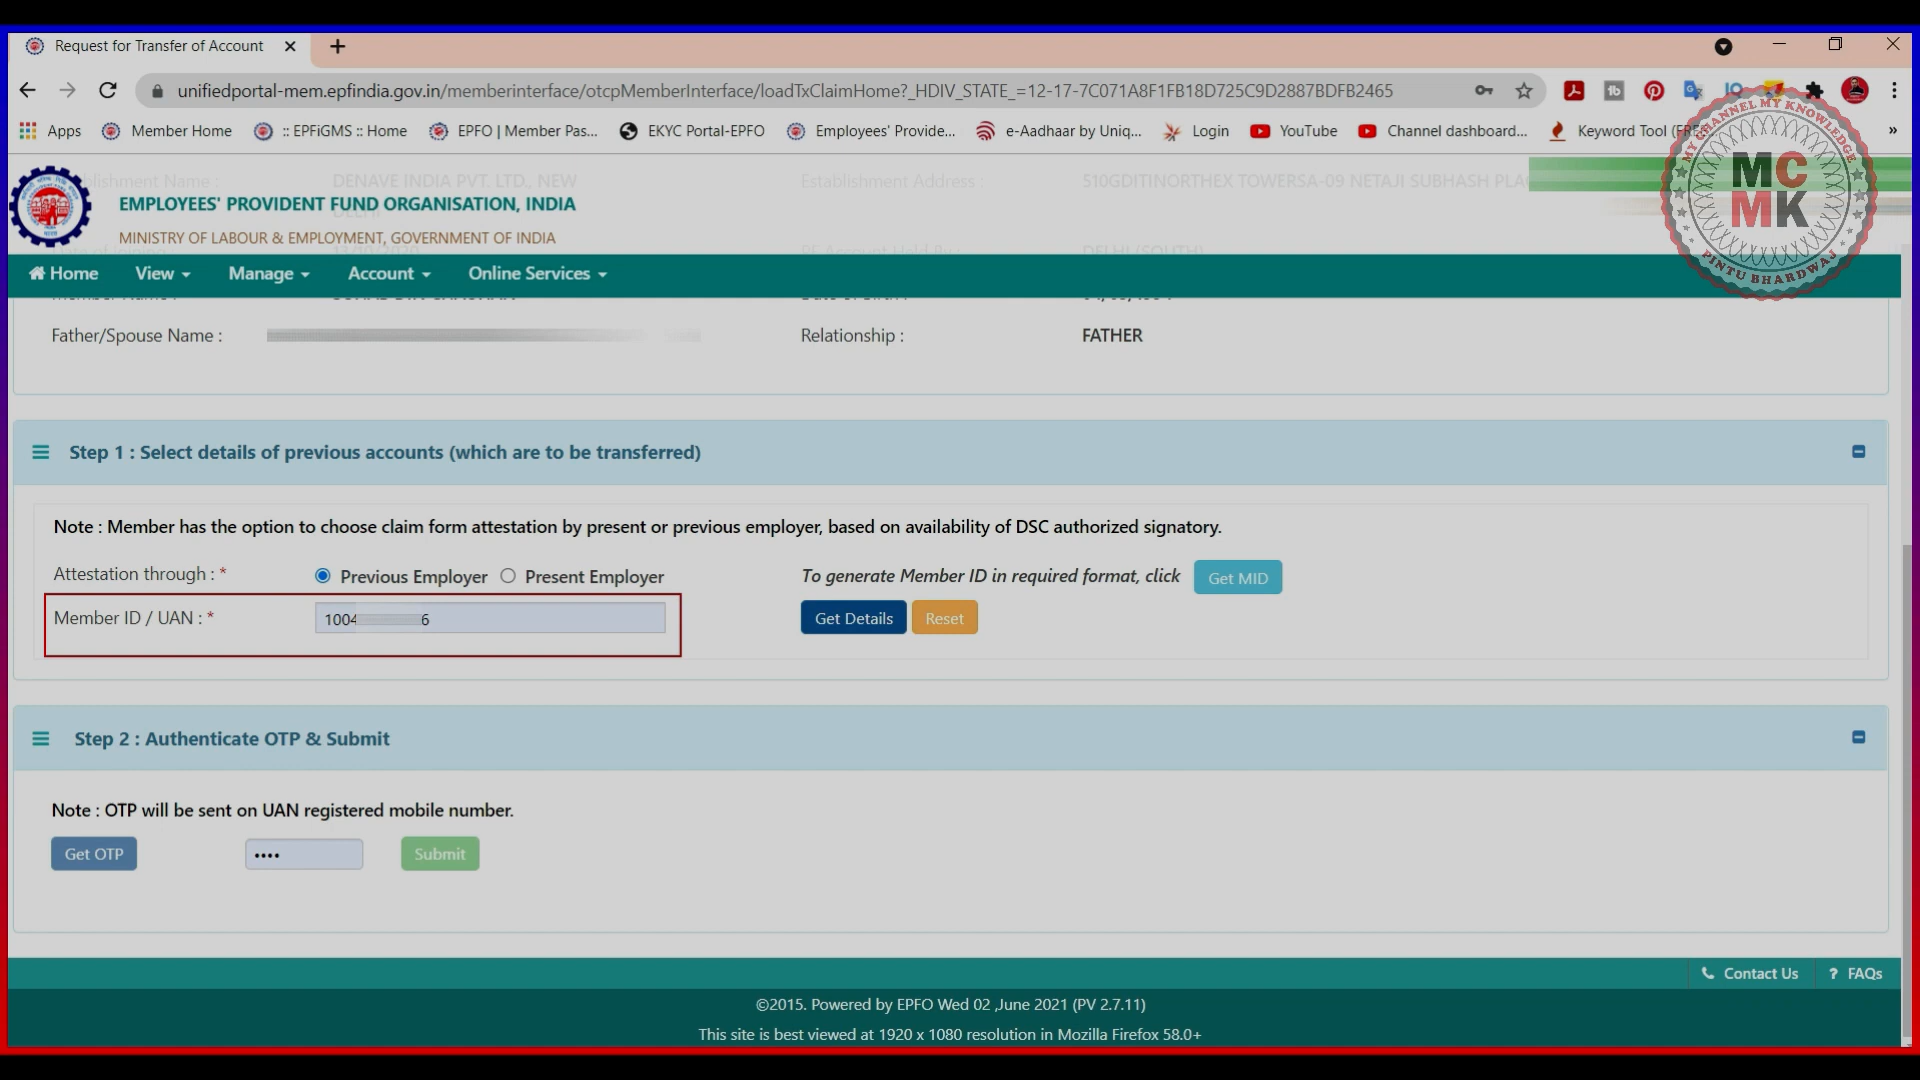 Request for Transfer of Account
unifiedportal-mem.epfindia.gov.in/memberinterface/otcpMemberInterface/loadTxClaimHome?_HDIV_STATE_=12-17-7C071A8F1FB18D725C9D2887BDFB2465
Apps Member Home :: EPFiGMS :: Home EPFO | Member Pas... EKYC Portal-EPFO Employees' Provide... e-Aadhaar by Uniq... Login YouTube Channel dashboard... Keyword Tool (FRE »
MY CHANNEL MY KNOWLEDGE
MC
MK
PINTU BHARDWAJ
Establishment Name : DENAVE INDIA PVT. LTD., NEW Establishment Address : 510GDITINORTHEX TOWERSA-09 NETAJI SUBHASH PLA
EMPLOYEES' PROVIDENT FUND ORGANISATION, INDIA
MINISTRY OF LABOUR & EMPLOYMENT, GOVERNMENT OF INDIA
PF Account Held By : DELHI (SOUTH)
Home View Manage Account Online Services
Father/Spouse Name : Relationship : FATHER
Step 1 : Select details of previous accounts (which are to be transferred)
Note : Member has the option to choose claim form attestation by present or previous employer, based on availability of DSC authorized signatory.
Attestation through : * Previous Employer Present Employer To generate Member ID in required format, click Get MID
Member ID / UAN : * 1004 6 Get Details Reset
Step 2 : Authenticate OTP & Submit
Note : OTP will be sent on UAN registered mobile number.
Get OTP •••• Submit
Contact Us ? FAQs
©2015. Powered by EPFO Wed 02 ,June 2021 (PV 2.7.11)
This site is best viewed at 1920 x 1080 resolution in Mozilla Firefox 58.0+